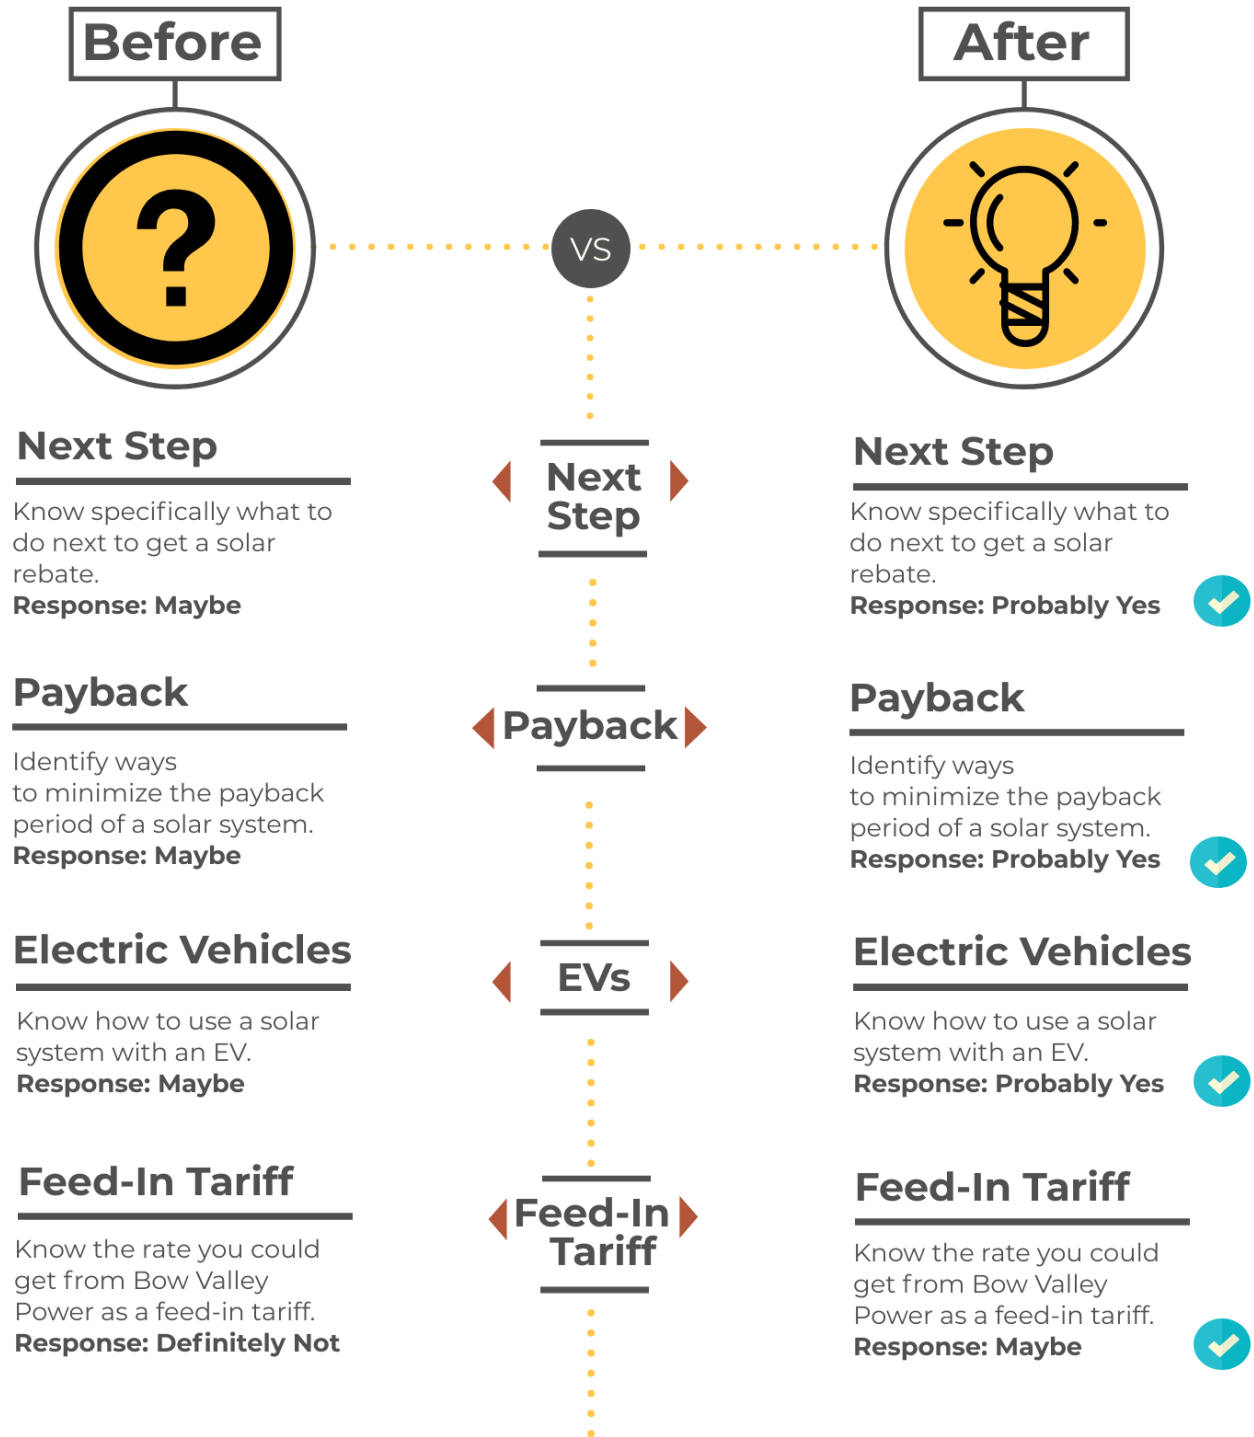 Before
After
?
VS
Next Step
Know specifically what to
do next to get a solar
rebate.
Response: Maybe
Next
Step
Next Step
Know specifically what to
do next to get a solar
rebate.
Response: Probably Yes
Payback
Identify ways
to minimize the payback
period of a solar system.
Response: Maybe
Payback
Payback
Identify ways
to minimize the payback
period of a solar system.
Response: Probably Yes
Electric Vehicles
Know how to use a solar
system with an EV.
Response: Maybe
EVs
Electric Vehicles
Know how to use a solar
system with an EV.
Response: Probably Yes
Feed-In Tariff
Know the rate you could
get from Bow Valley
Power as a feed-in tariff.
Response: Definitely Not
Feed-In
Tariff
Feed-In Tariff
Know the rate you could
get from Bow Valley
Power as a feed-in tariff.
Response: Maybe